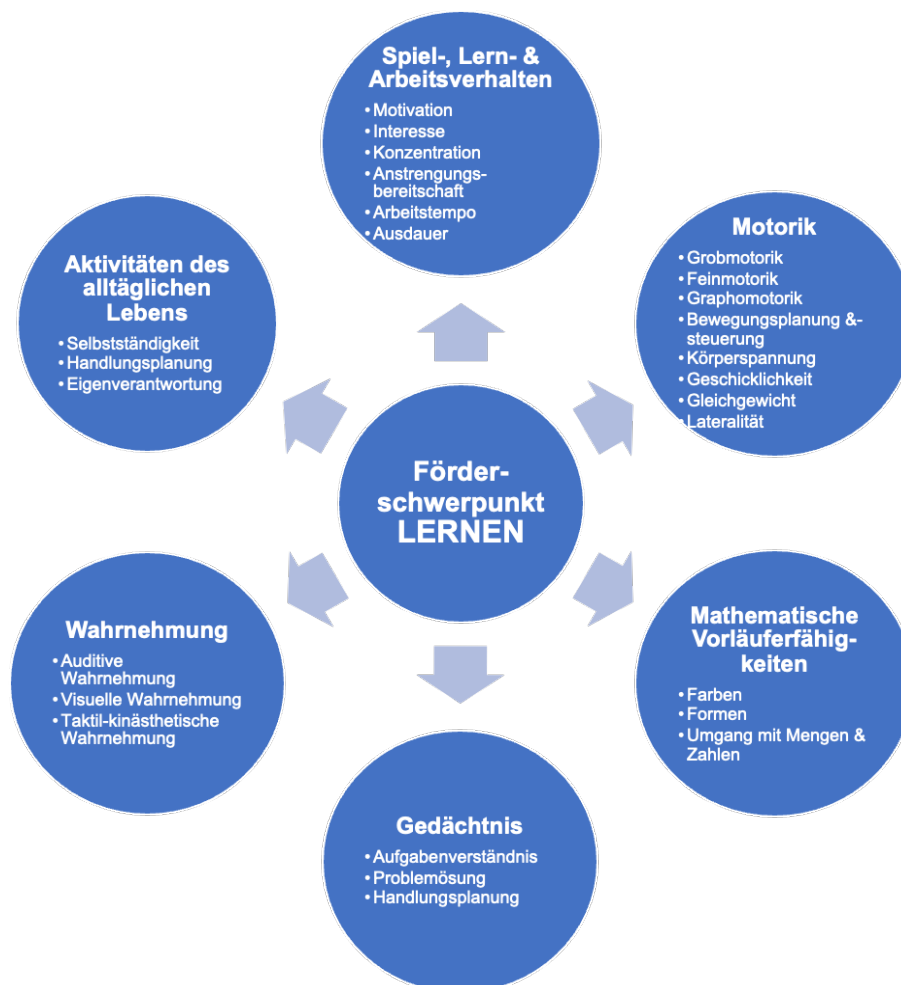 Spiel-, Lern- &
Arbeitsverhalten
• Motivation
• Interesse
• Konzentration
• Anstrengungs-
bereitschaft
• Arbeitstempo
• Ausdauer
Motorik
• Grobmotorik
• Feinmotorik
• Graphomotorik
• Bewegungsplanung &-
steuerung
• Körperspannung
• Geschicklichkeit
• Gleichgewicht
• Lateralität
Mathematische
Vorläuferfähig-
keiten
• Farben
• Formen
• Umgang mit Mengen &
Zahlen
Gedächtnis
• Aufgabenverständnis
• Problemösung
• Handlungsplanung
Wahrnehmung
• Auditive
Wahrnehmung
• Visuelle Wahrnehmung
• Taktil-kinästhetische
Wahrnehmung
Aktivitäten des
alltäglichen
Lebens
• Selbstständigkeit
• Handlungsplanung
• Eigenverantwortung
Förder-
schwerpunkt
LERNEN